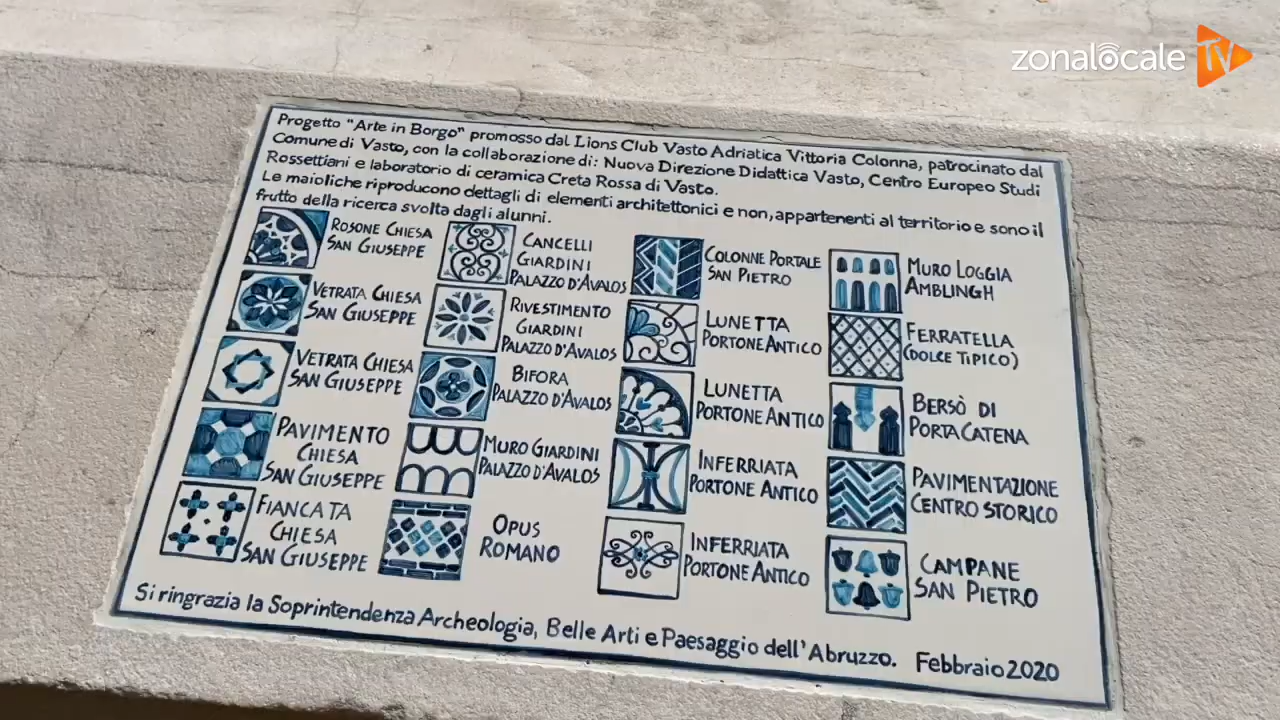 zonalocale TV
Progetto "Arte in Borgo" promosso dal Lions Club Vasto Adriatica Vittoria Colonna, patrocinato dal
Comune di Vasto, con la collaborazione di: Nuova Direzione Didattica Vasto, Centro Europeo Studi
Rossettiani e laboratorio di ceramica Creta Rossa di Vasto.
Le maioliche riproducono dettagli di elementi architettonici e non, appartenenti al territorio e sono il
frutto della ricerca svolta dagli alunni.
ROSONE CHIESA
SAN GIUSEPPE
VETRATA CHIESA
SAN GIUSEPPE
VETRATA CHIESA
SAN GIUSEPPE
PAVIMENTO
CHIESA
SAN GIUSEPPE
FIANCATA
CHIESA
SAN GIUSEPPE
CANCELLI
GIARDINI
PALAZZO D'AVALOS
RIVESTIMENTO
GIARDINI
PALAZZO D'AVALOS
BIFORA
PALAZZO D'AVALOS
MURO GIARDINI
PALAZZO D'AVALOS
OPUS
ROMANO
COLONNE PORTALE
SAN PIETRO
LUNETTA
PORTONE ANTICO
LUNETTA
PORTONE ANTICO
INFERRIATA
PORTONE ANTICO
INFERRIATA
PORTONE ANTICO
MURO LOGGIA
AMBLINGH
FERRATELLA
(DOLCE TIPICO)
BERSÒ DI
PORTA CATENA
PAVIMENTAZIONE
CENTRO STORICO
CAMPANE
SAN PIETRO
Si ringrazia la Soprintendenza Archeologia, Belle Arti e Paesaggio dell'Abruzzo. Febbraio 2020